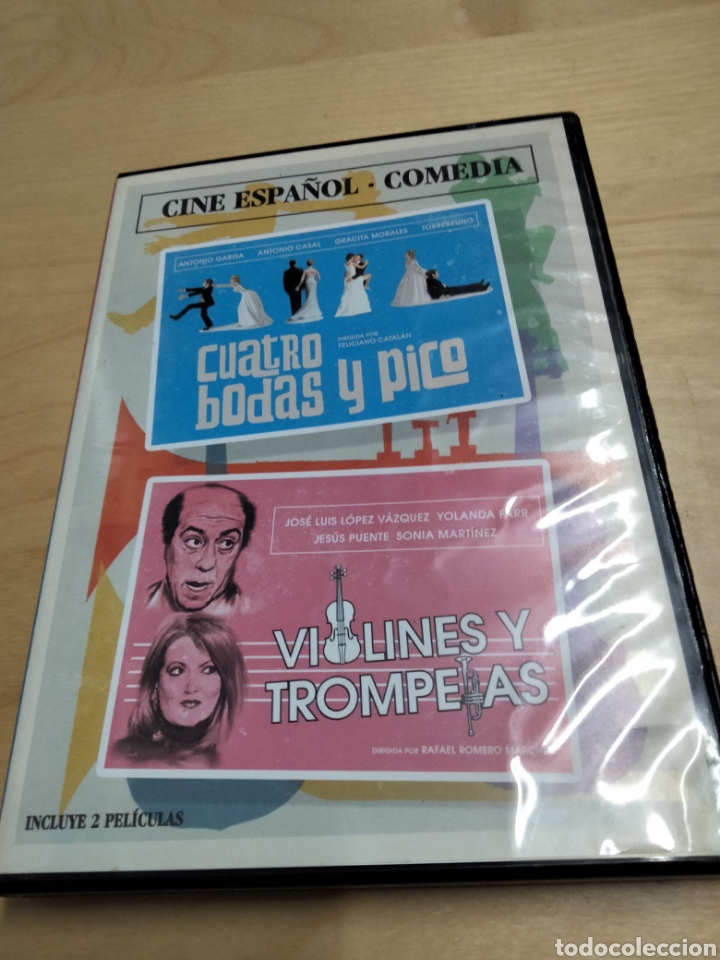 CINE ESPAÑOL - COMEDIA
ANTONIO GARISA ANTONIO CASAL GRACITA MORALES TORREBRUNO
DIRIGIDA POR
FELICIANO CATALÁN
CUATRO
BODAS Y PICO
JOSÉ LUIS LÓPEZ VÁZQUEZ YOLANDA FARR
JESÚS PUENTE SONIA MARTÍNEZ
VIOLINES Y
TROMPETAS
DIRIGIDA POR RAFAEL ROMERO MARCHENT
INCLUYE 2 PELÍCULAS
todocoleccion